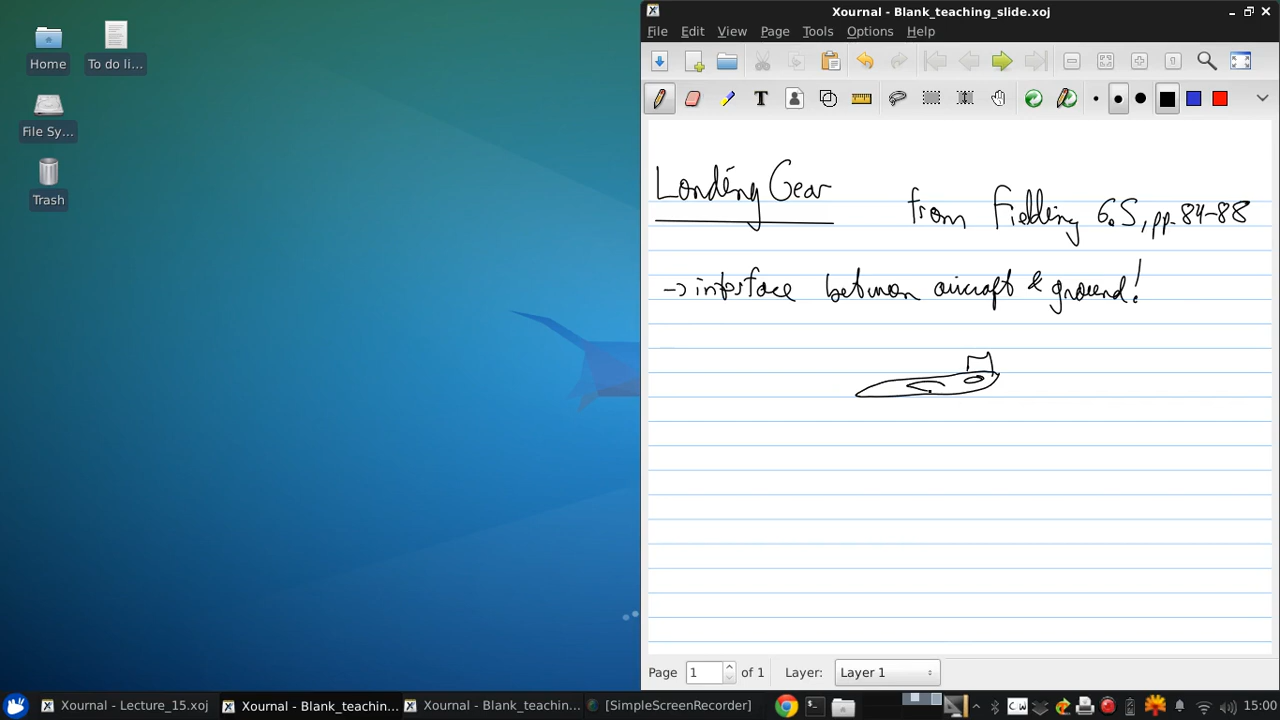 Xournal - Blank_teaching_slide.xoj
File Edit View Page Tools Options Help
Home
To do li...
File Sy...
Trash
Landing Gear
from Fielding 6.5, pp. 84-88
→ interface between aircraft & ground!
Page 1 of 1 Layer: Layer 1
Xournal - Lecture_15.xoj
Xournal - Blank_teachin...
Xournal - Blank_teachin...
[SimpleScreenRecorder]
15:00